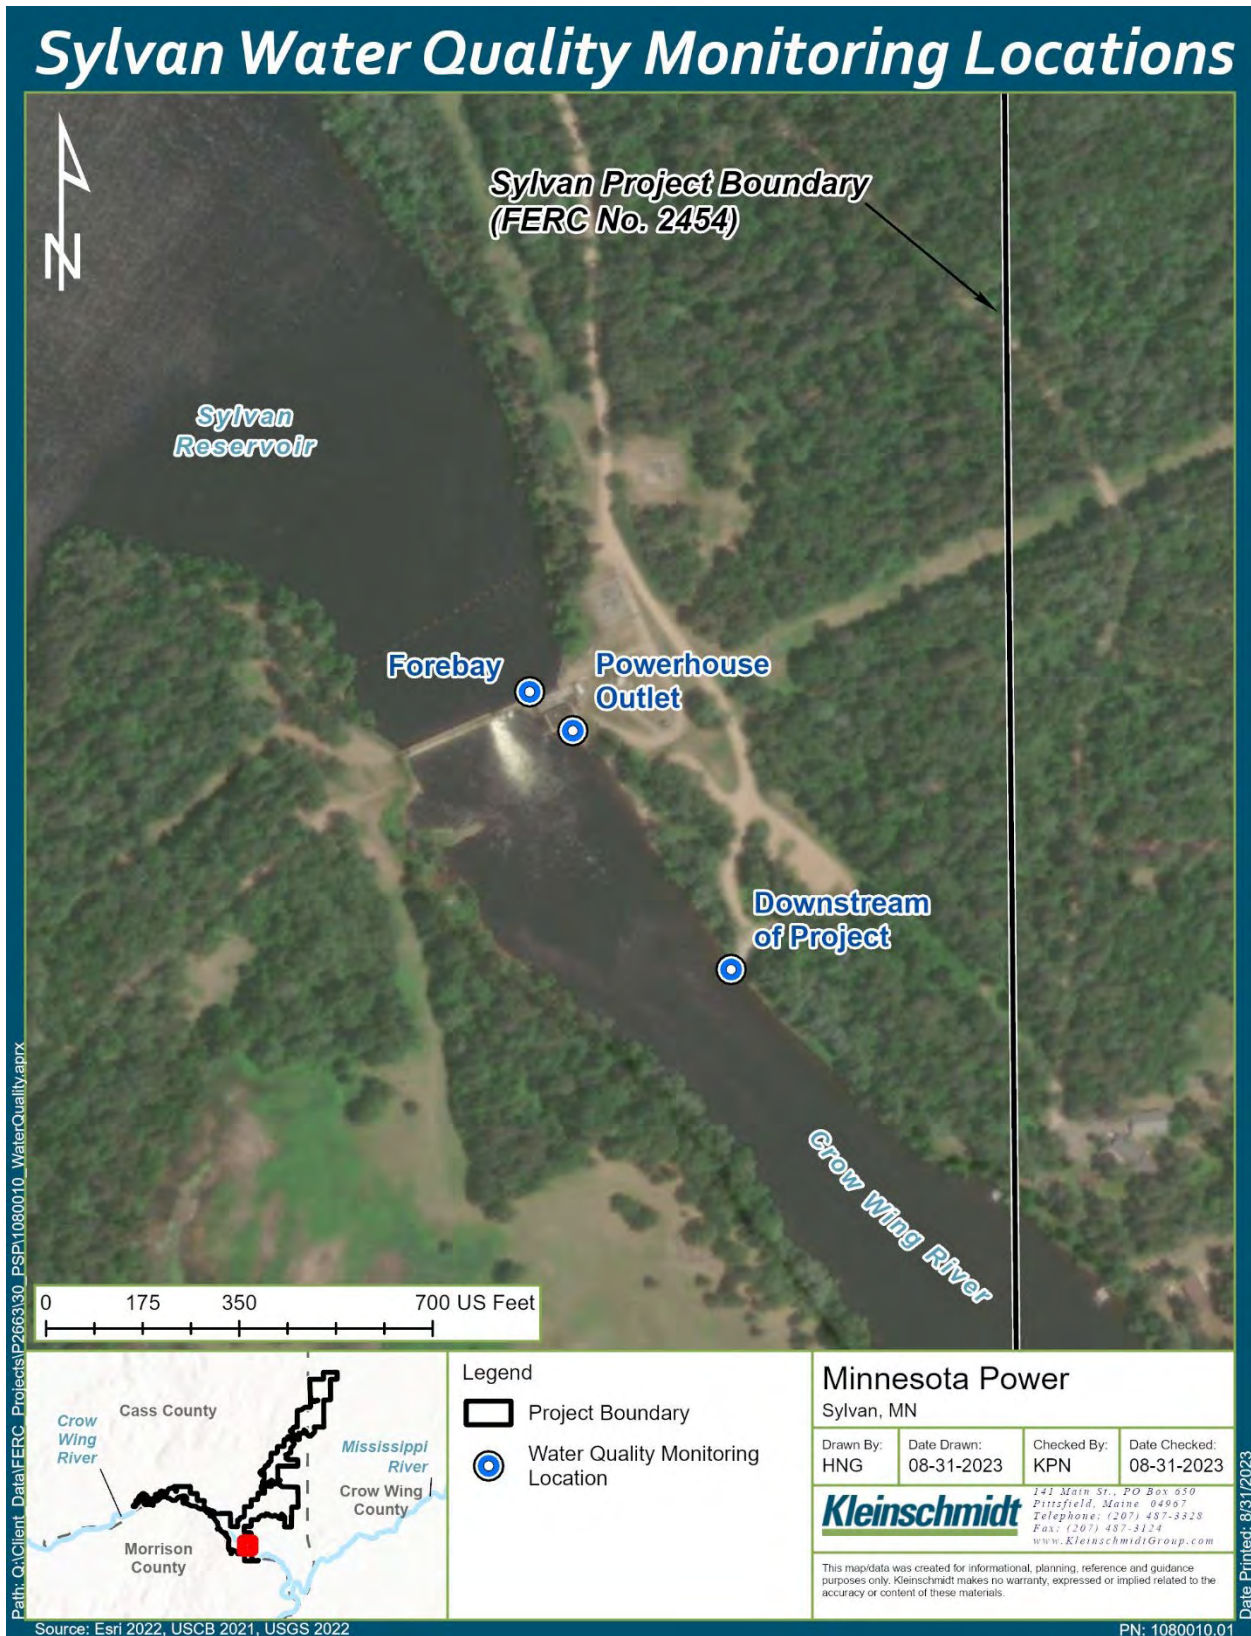 Sylvan Water Quality Monitoring Locations
N
Sylvan Project Boundary
(FERC No. 2454)
Sylvan
Reservoir
Forebay
Powerhouse
Outlet
Downstream
of Project
Crow Wing River
0 175 350 700 US Feet
Cass County
Crow
Wing
River
Mississippi
River
Crow Wing
County
Morrison
County
Legend
Project Boundary
Water Quality Monitoring
Location
Minnesota Power
Sylvan, MN
Drawn By:
HNG
Date Drawn:
08-31-2023
Checked By:
KPN
Date Checked:
08-31-2023
Kleinschmidt
141 Main St., PO Box 650
Pittsfield, Maine 04967
Telephone: (207) 487-3328
Fax: (207) 487-3124
www.KleinschmidtGroup.com
This map/data was created for informational, planning, reference and guidance
purposes only. Kleinschmidt makes no warranty, expressed or implied related to the
accuracy or content of these materials.
Path: Q:\Client_Data\FERC_Projects\P2663\30_PSP\1080010_WaterQuality.aprx
Date Printed: 8/31/2023
Source: Esri 2022, USCB 2021, USGS 2022
PN: 1080010.01